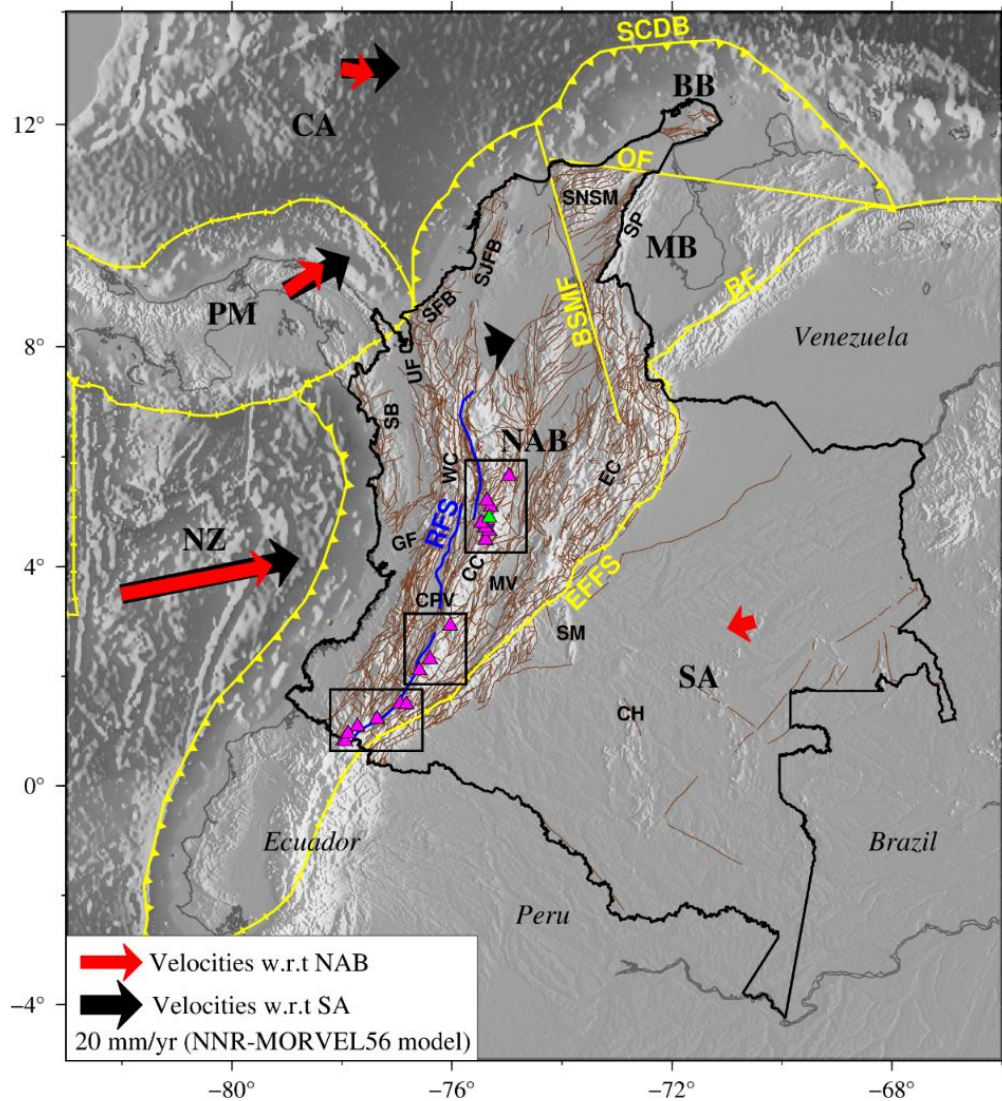 SCDB
12°
BB
CA
OF
SNSM
SP
MB
SJFB
SFB
BSMF
BF
PM
8°
UF
Venezuela
SB
NAB
WC
EC
RFS
NZ
GF
4°
CC
MV
CPV
EFFS
SM
SA
CH
0°
Ecuador
Brazil
Peru
Velocities w.r.t NAB
Velocities w.r.t SA
20 mm/yr (NNR-MORVEL56 model)
−4°
−80°
−76°
−72°
−68°